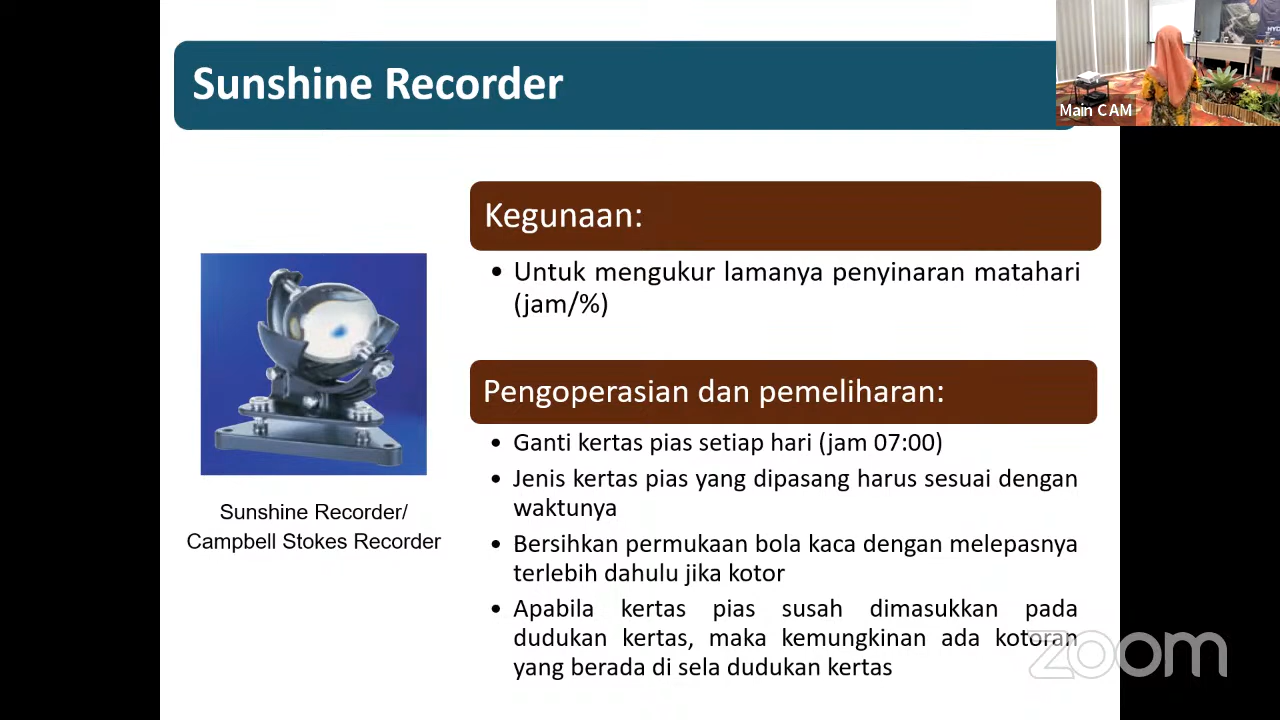 Sunshine Recorder
Main CAM
Kegunaan:
• Untuk mengukur lamanya penyinaran matahari
(jam/%)
Sunshine Recorder/
Campbell Stokes Recorder
Pengoperasian dan pemeliharan:
• Ganti kertas pias setiap hari (jam 07:00)
• Jenis kertas pias yang dipasang harus sesuai dengan
waktunya
• Bersihkan permukaan bola kaca dengan melepasnya
terlebih dahulu jika kotor
• Apabila kertas pias susah dimasukkan pada
dudukan kertas, maka kemungkinan ada kotoran
yang berada di sela dudukan kertas
zoom